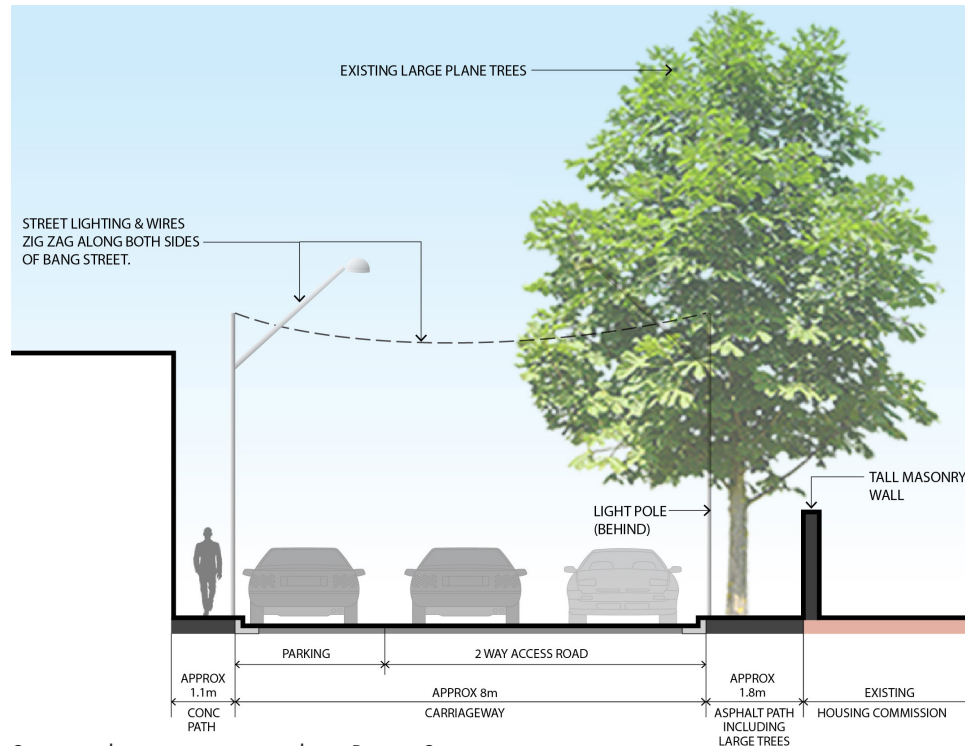 EXISTING LARGE PLANE TREES
STREET LIGHTING & WIRES
ZIG ZAG ALONG BOTH SIDES
OF BANG STREET.
TALL MASONRY
WALL
LIGHT POLE
(BEHIND)
PARKING
2 WAY ACCESS ROAD
APPROX
1.1m
CONC
PATH
APPROX 8m
CARRIAGEWAY
APPROX
1.8m
ASPHALT PATH
INCLUDING
LARGE TREES
EXISTING
HOUSING COMMISSION